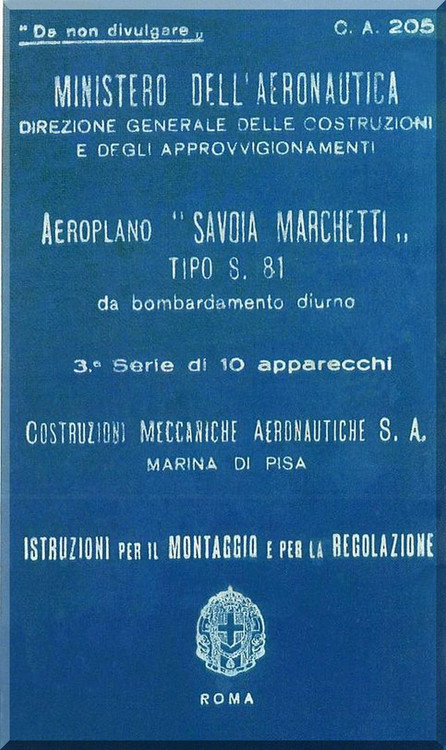 " Da non divulgare „
C. A. 205
MINISTERO DELL'AERONAUTICA
DIREZIONE GENERALE DELLE COSTRUZIONI
E DEGLI APPROVVIGIONAMENTI
AEROPLANO " SAVOIA MARCHETTI „
TIPO S. 81
da bombardamento diurno
3.ª Serie di 10 apparecchi
COSTRUZIONI MECCANICHE AERONAUTICHE S. A.
MARINA DI PISA
ISTRUZIONI PER IL MONTAGGIO E PER LA REGOLAZIONE
ROMA